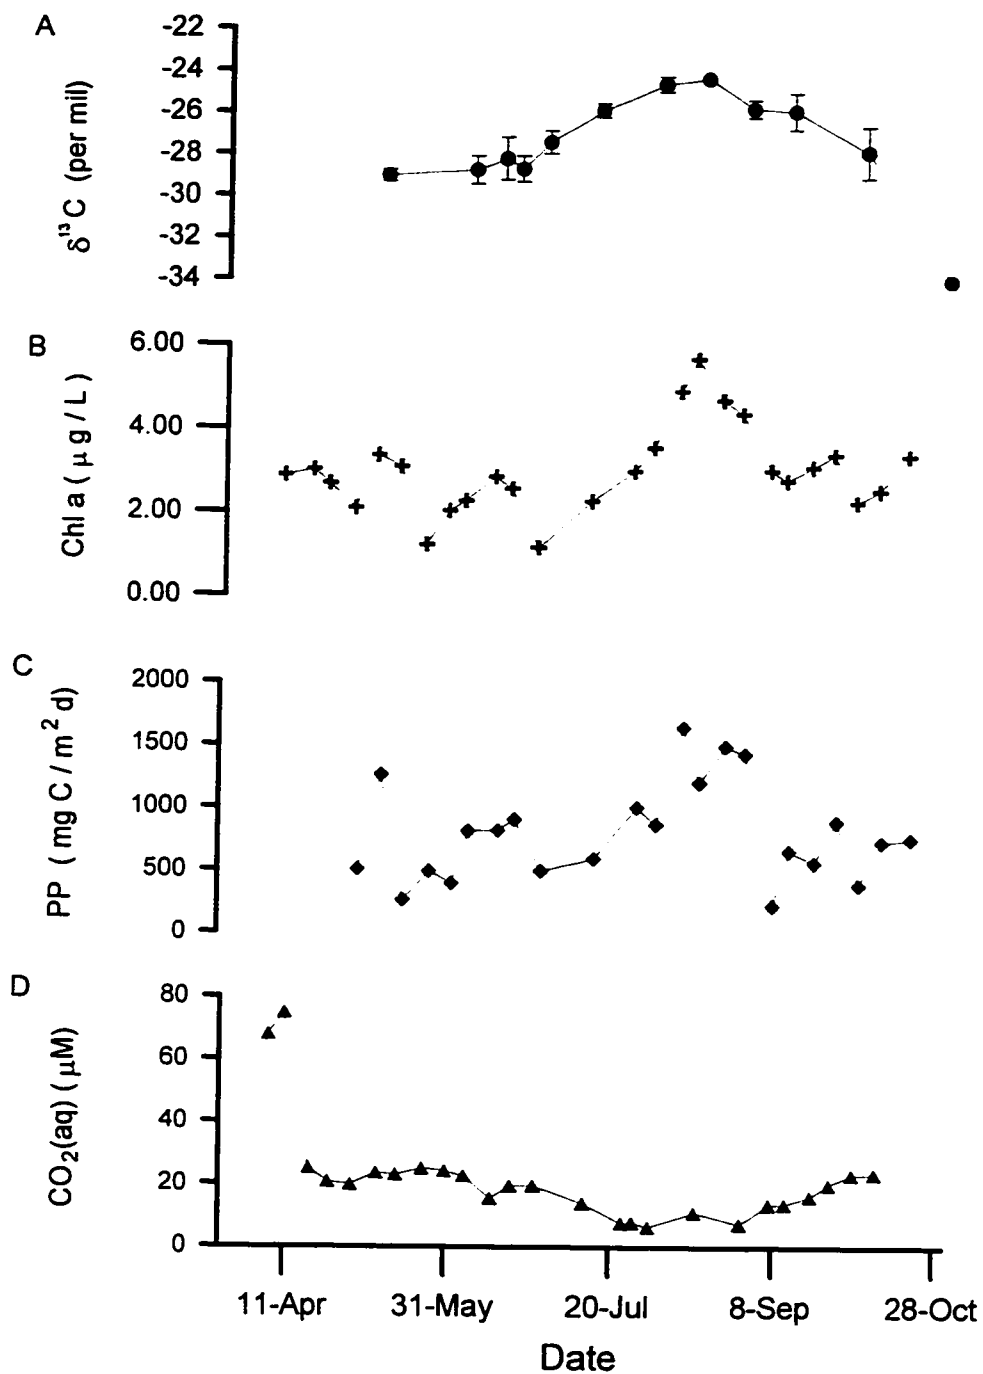 A
-22
-24
-26
-28
-30
-32
-34
δ¹³C (per mil)
B
6.00
4.00
2.00
0.00
Chl a ( µ g / L )
C
2000
1500
1000
500
0
PP ( mg C / m² d)
D
80
60
40
20
0
CO₂(aq) ( µM)
11-Apr 31-May 20-Jul 8-Sep 28-Oct
Date